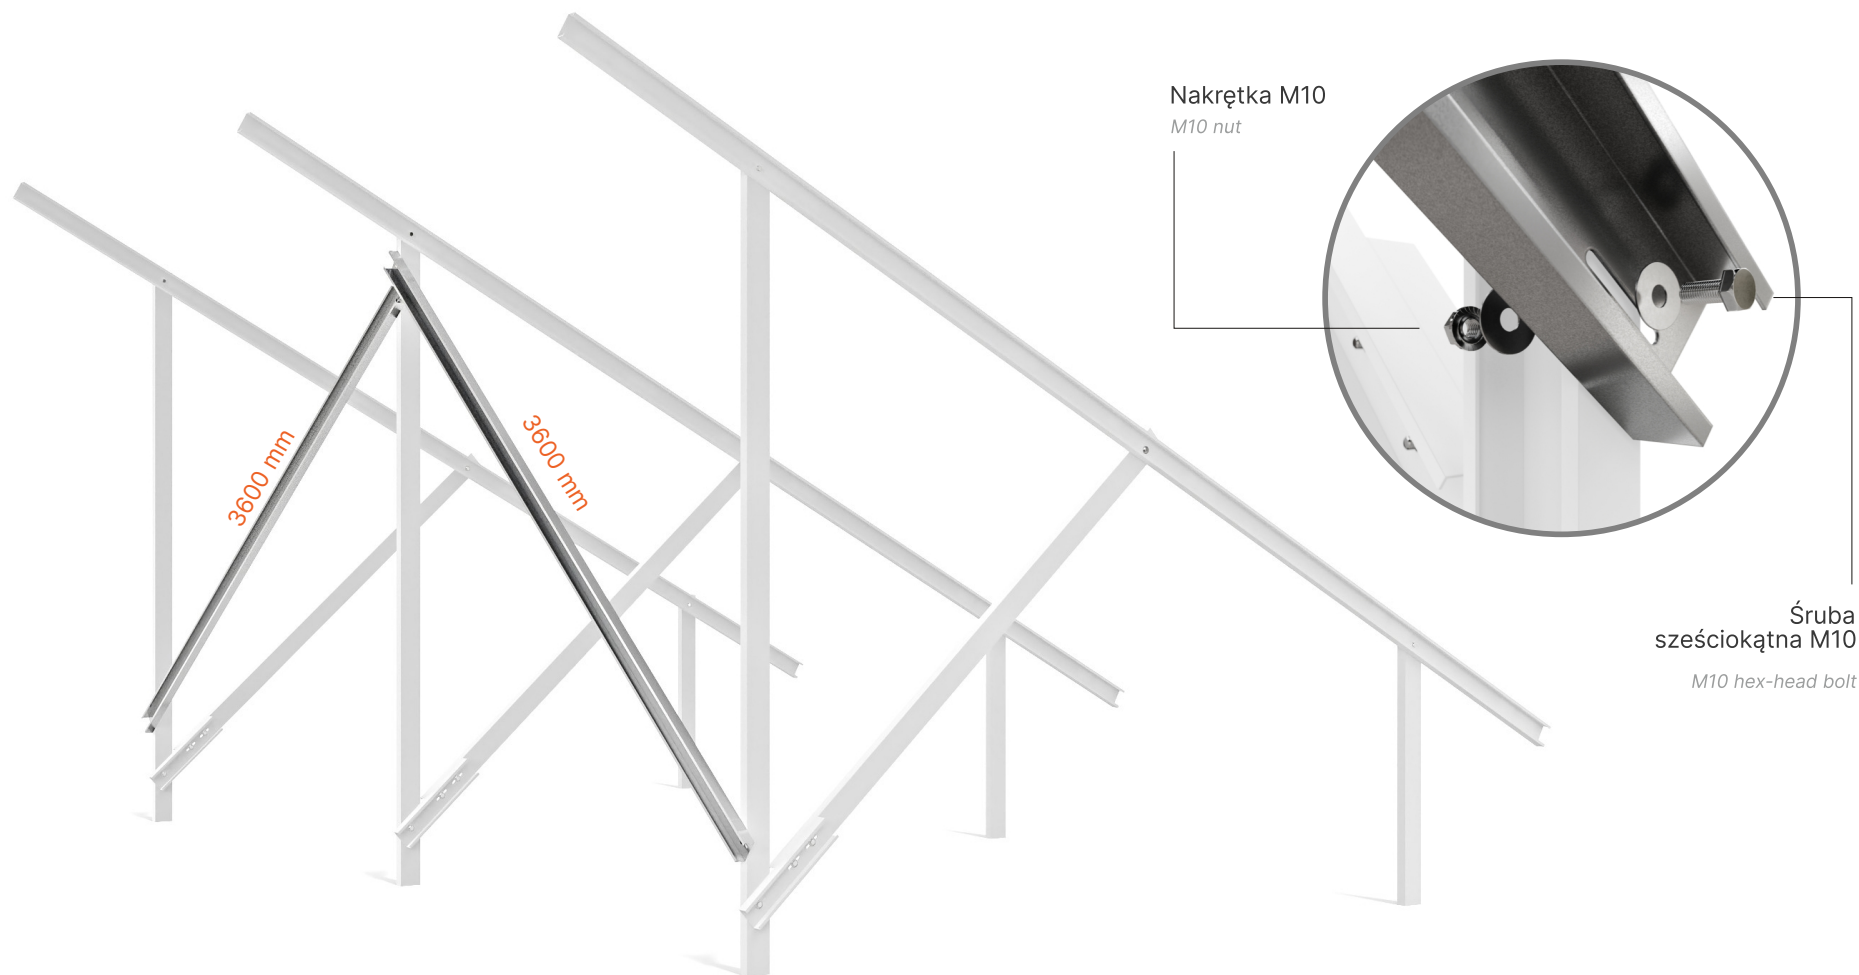 Nakrętka M10
M10 nut
3600 mm
3600 mm
Śruba
sześciokątna M10
M10 hex-head bolt